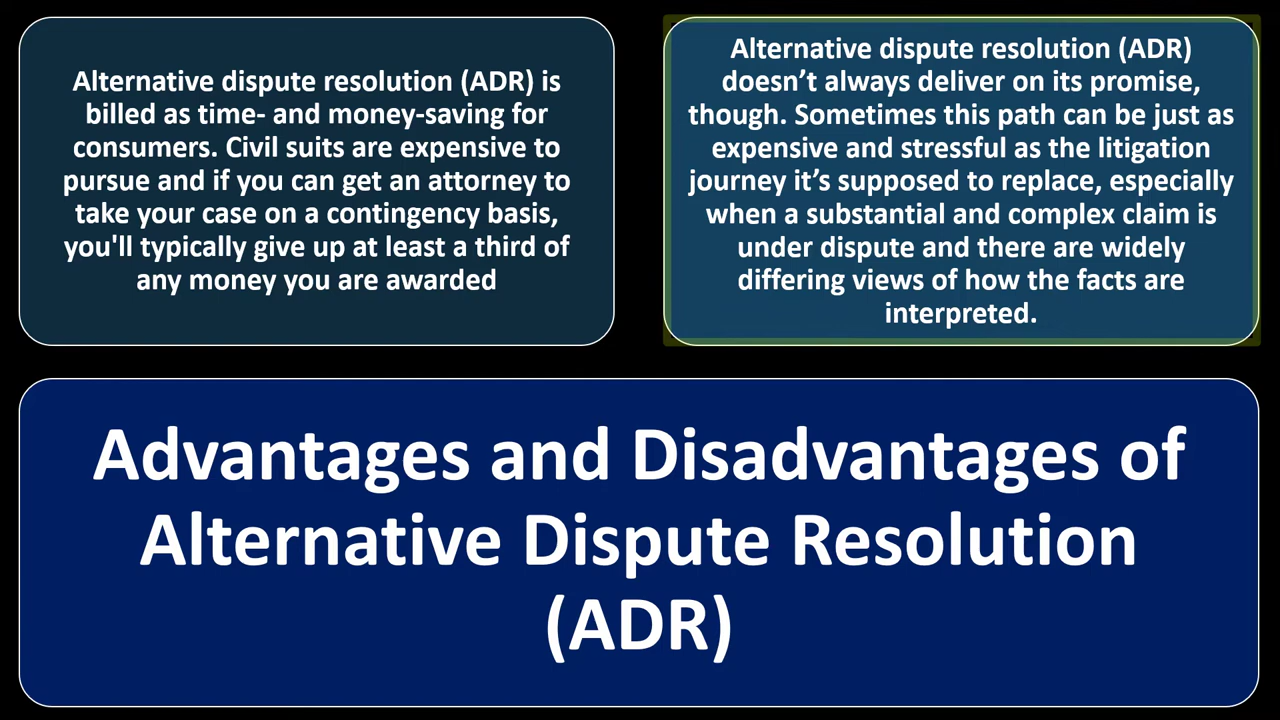 Alternative dispute resolution (ADR) is
billed as time- and money-saving for
consumers. Civil suits are expensive to
pursue and if you can get an attorney to
take your case on a contingency basis,
you'll typically give up at least a third of
any money you are awarded
Alternative dispute resolution (ADR)
doesn’t always deliver on its promise,
though. Sometimes this path can be just as
expensive and stressful as the litigation
journey it’s supposed to replace, especially
when a substantial and complex claim is
under dispute and there are widely
differing views of how the facts are
interpreted.
Advantages and Disadvantages of
Alternative Dispute Resolution
(ADR)